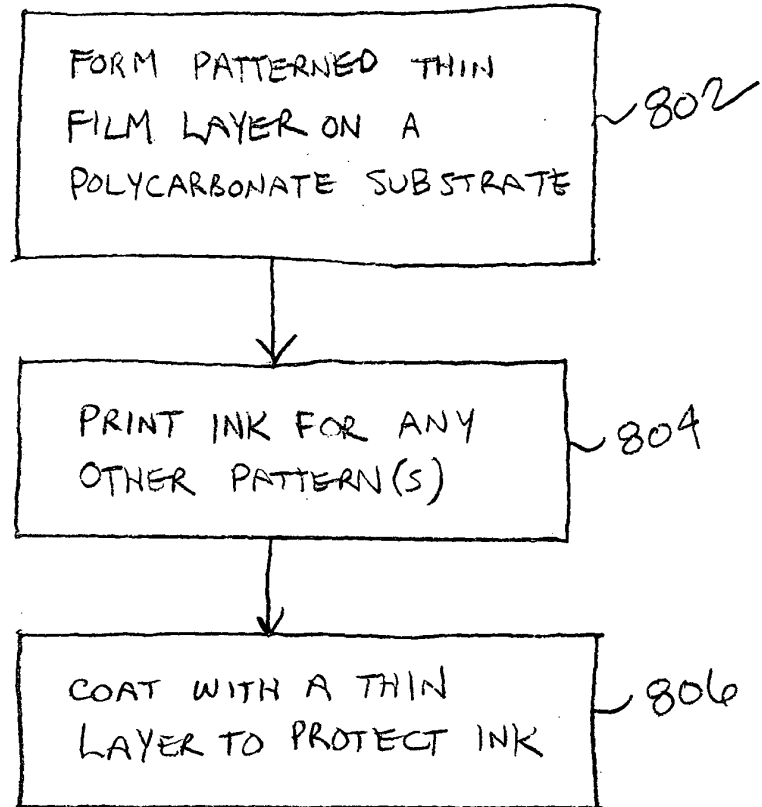 FORM PATTERNED THIN
FILM LAYER ON A
POLYCARBONATE SUBSTRATE
802
PRINT INK FOR ANY
OTHER PATTERN(S)
804
COAT WITH A THIN
LAYER TO PROTECT INK
806